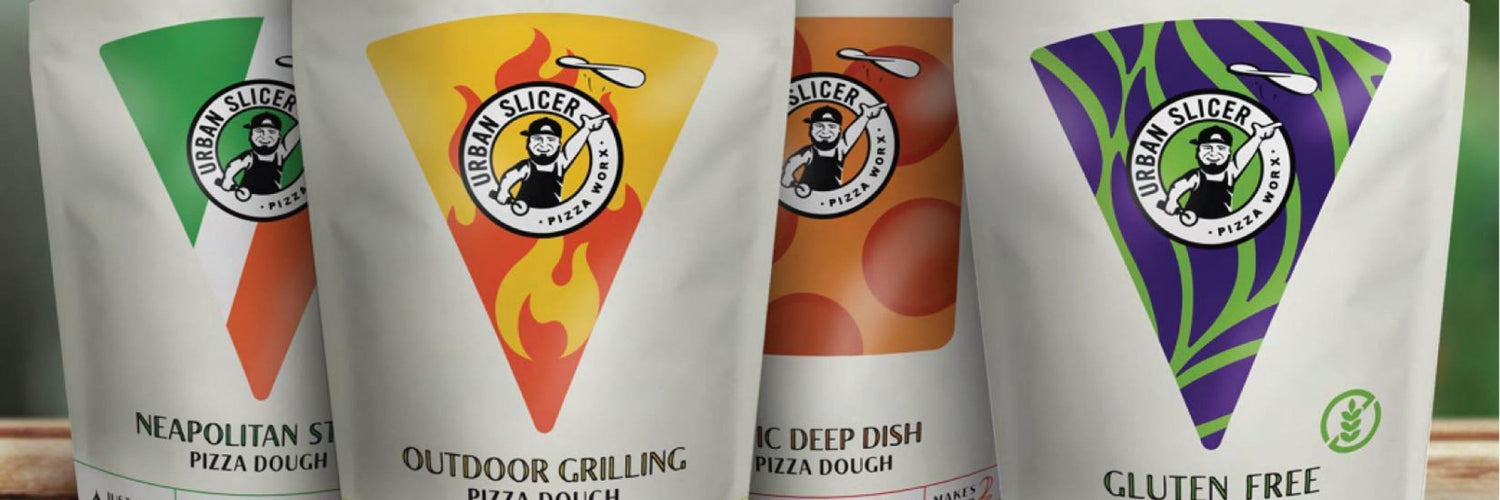 URBAN SLICER
· PIZZA WORX ·
NEAPOLITAN
PIZZA DOUGH
URBAN SLICER
· PIZZA WORX ·
OUTDOOR GRILLING
PIZZA DOUGH
SLICER
· PIZZA WORX ·
DEEP DISH
PIZZA DOUGH
MAKES 2
URBAN SLICER
· PIZZA WORX ·
GLUTEN FREE